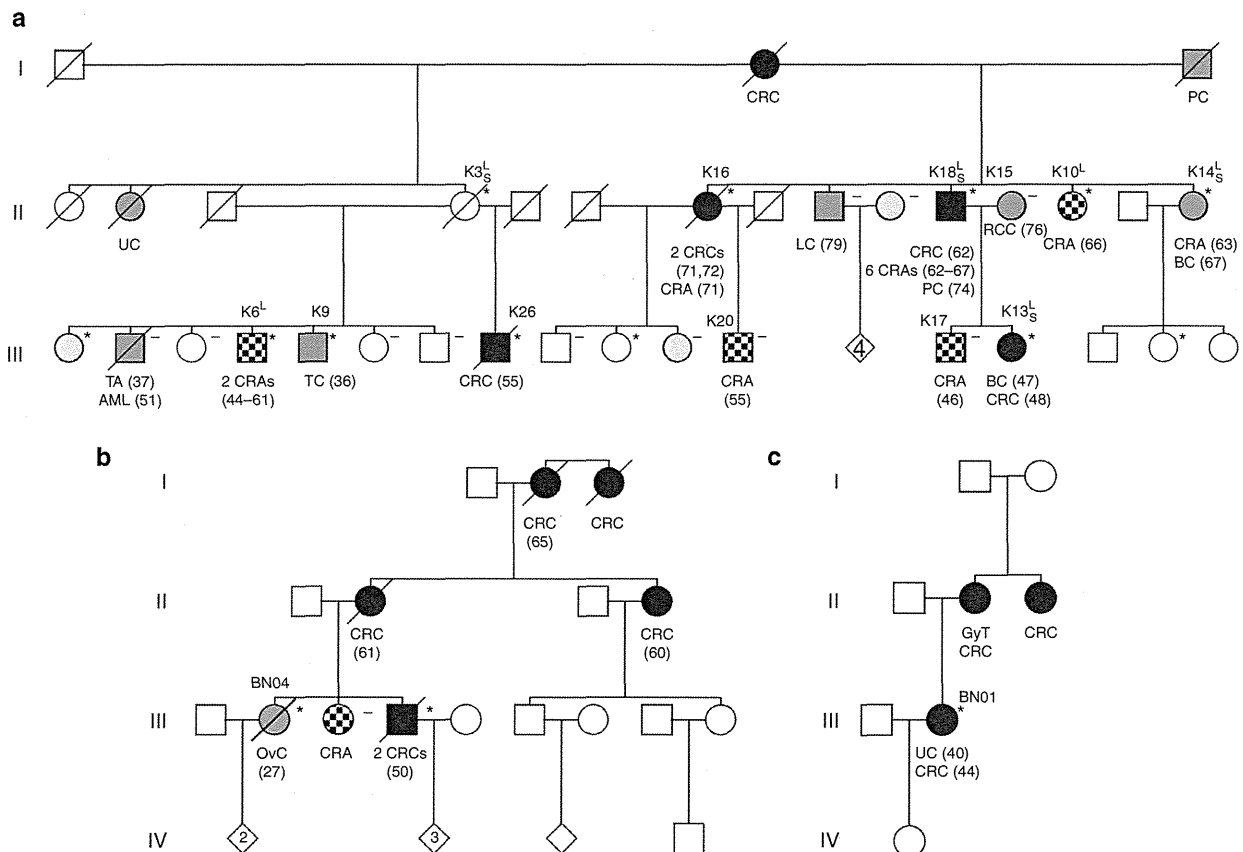 a
I
CRC
PC
K3 L S * K16 * K18 L S * K15 – K10 L * K14 L S *
II
UC
LC (79)
RCC (76)
2 CRCs
(71,72)
CRA (71)
CRC (62)
6 CRAs (62–67)
PC (74)
CRA (66)
CRA (63)
BC (67)
K6 L * K9 * K26 * K20 – K17 – K13 L S *
III
4
TA (37)
AML (51)
2 CRAs
(44–61)
TC (36)
CRC (55)
CRA
(55)
CRA
(46)
BC (47)
CRC (48)
b
I
CRC
(65)
CRC
II
CRC
(61)
CRC
(60)
BN04
III
* – *
OvC
(27)
CRA
2 CRCs
(50)
IV
2
3
c
I
II
GyT
CRC
CRC
BN01
III
*
UC (40)
CRC (44)
IV